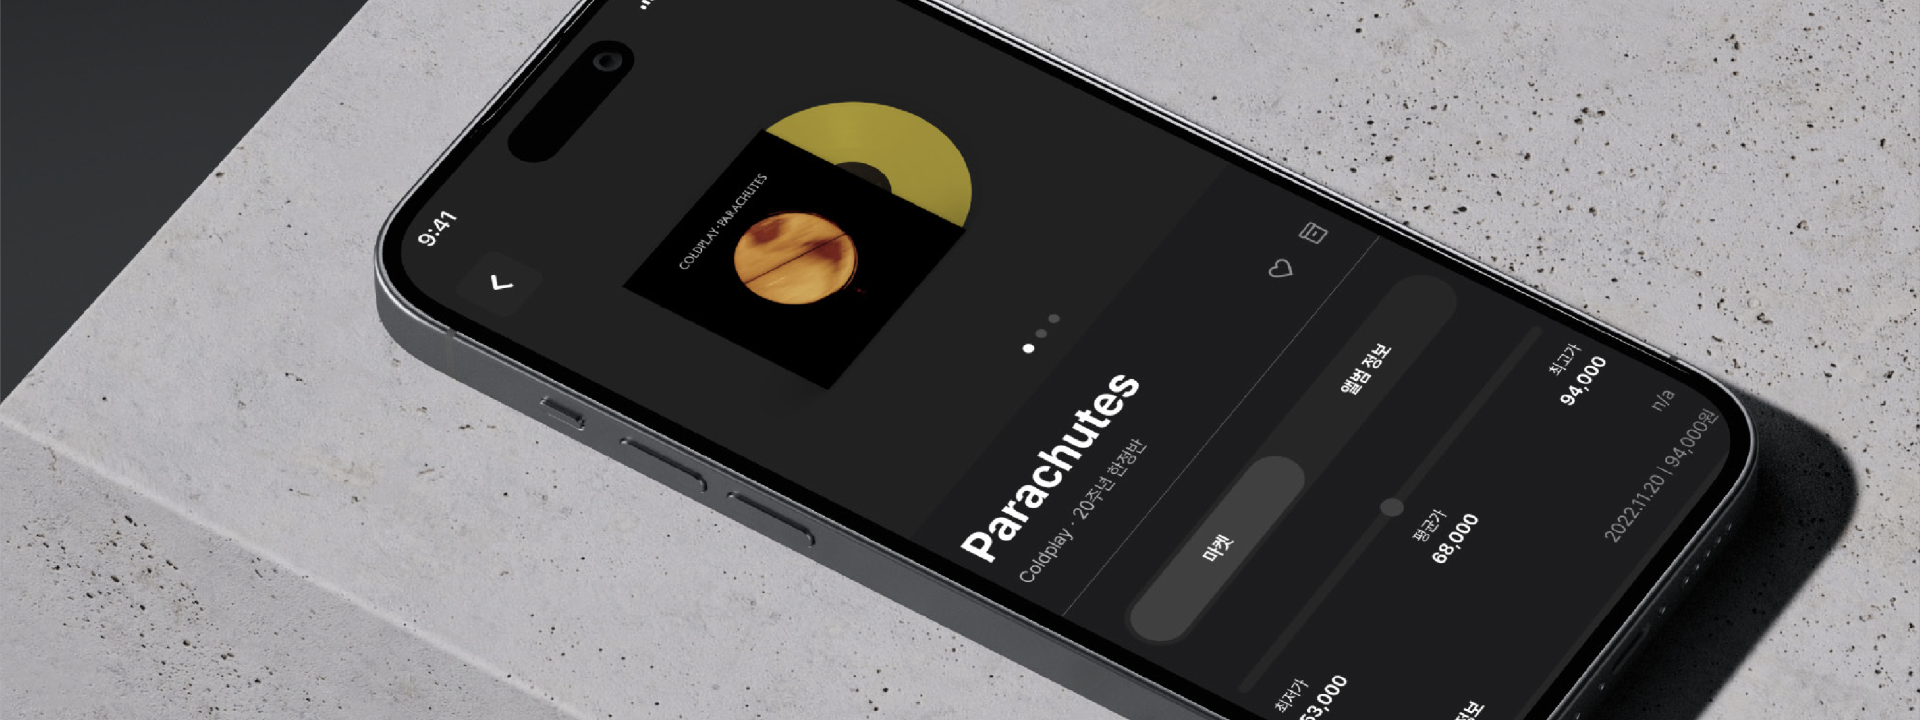 9:41
COLDPLAY·PARACHUTES
Parachutes
Coldplay · 20주년 한정반
마켓
앨범 정보
최저가
평균가
최고가
53,000
68,000
94,000
n/a
2022.11.20 | 94,000원
정보